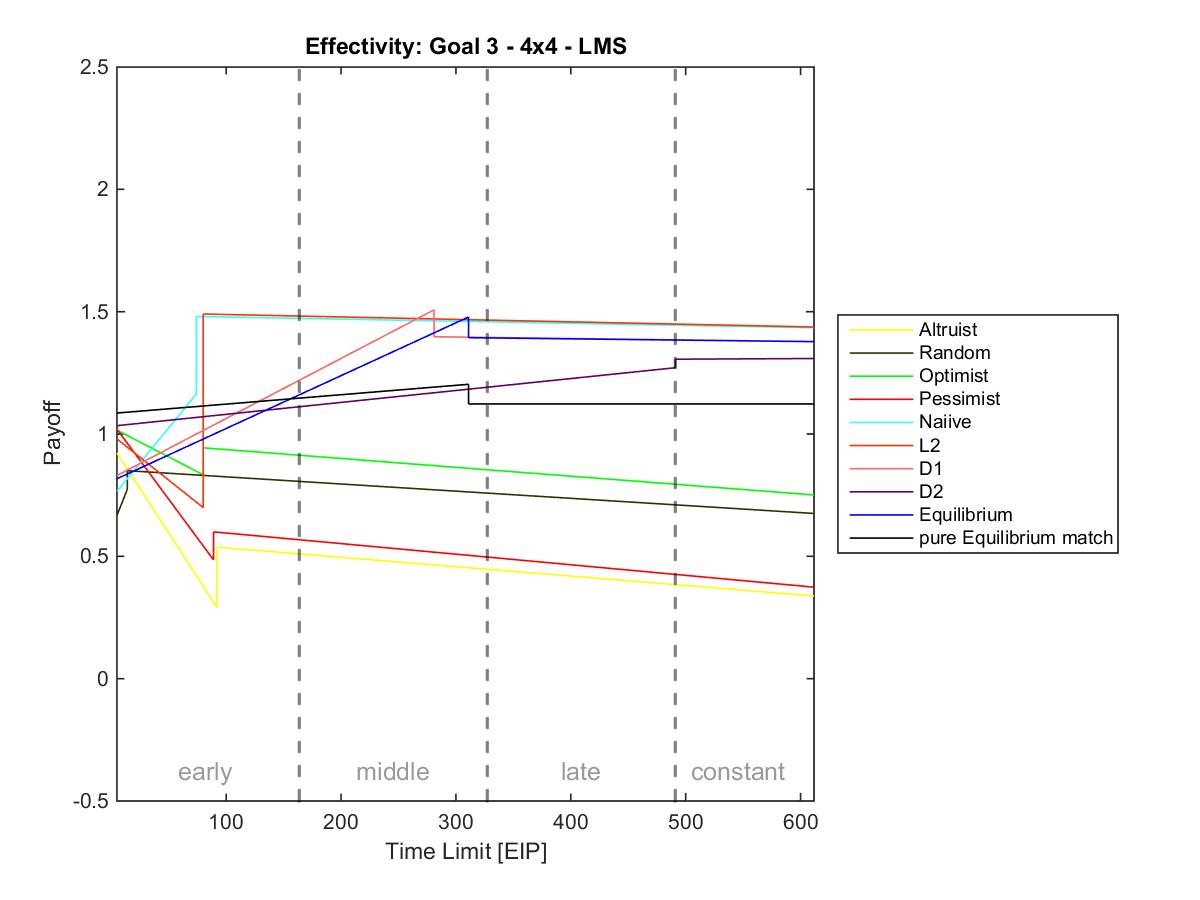 Effectivity: Goal 3 - 4x4 - LMS
2.5
2
1.5
1
0.5
0
-0.5
Payoff
early middle late constant
100 200 300 400 500 600
Time Limit [EIP]
Altruist
Random
Optimist
Pessimist
Naiive
L2
D1
D2
Equilibrium
pure Equilibrium match